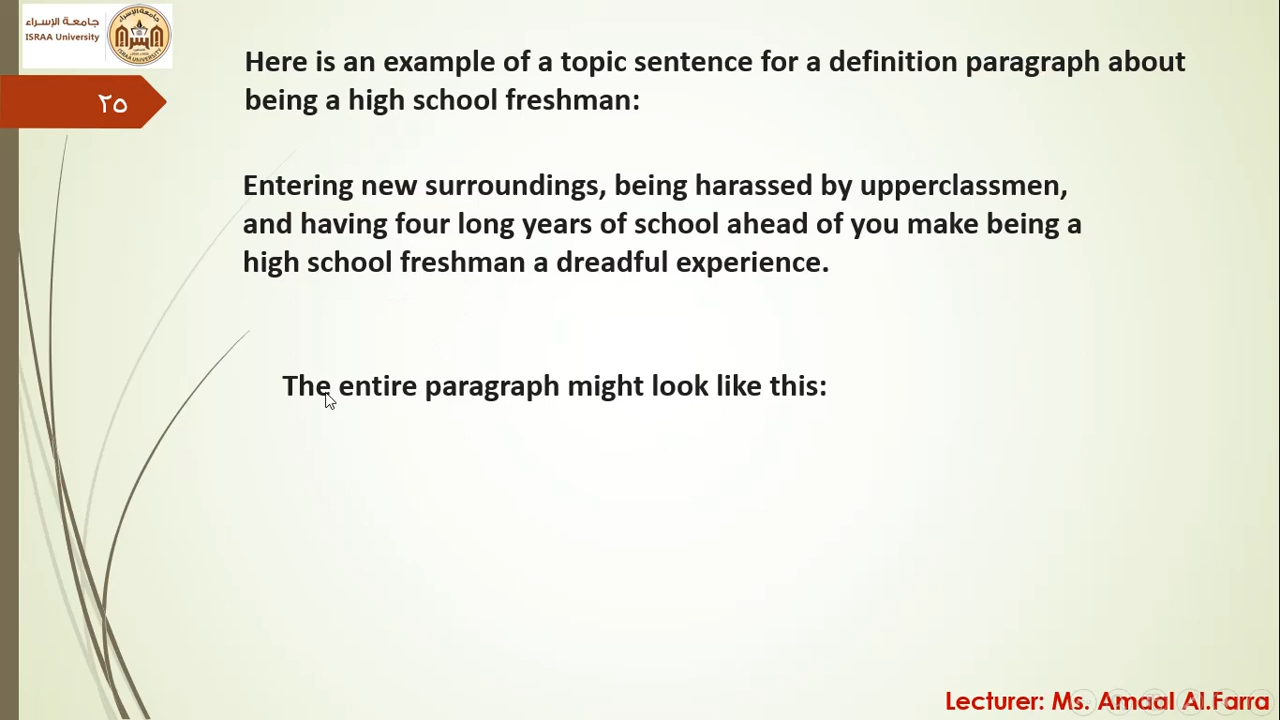 جامعة الإسراء
ISRAA University
٢٥
Here is an example of a topic sentence for a definition paragraph about
being a high school freshman:
Entering new surroundings, being harassed by upperclassmen,
and having four long years of school ahead of you make being a
high school freshman a dreadful experience.
The entire paragraph might look like this:
Lecturer: Ms. Amaal Al.Farra